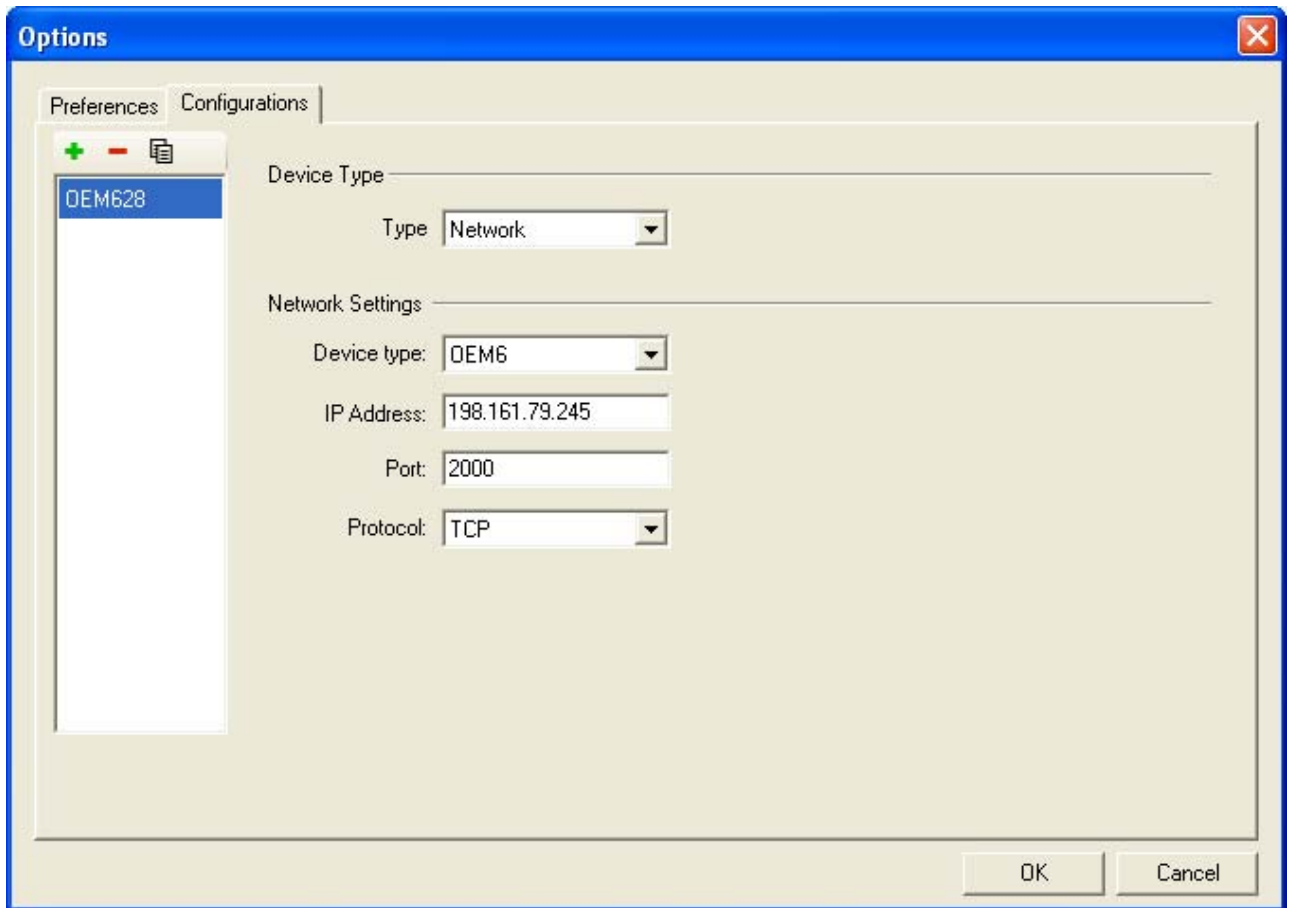 Options
Preferences Configurations
OEM628
Device Type
Type Network
Network Settings
Device type: OEM6
IP Address: 198.161.79.245
Port: 2000
Protocol: TCP
OK Cancel